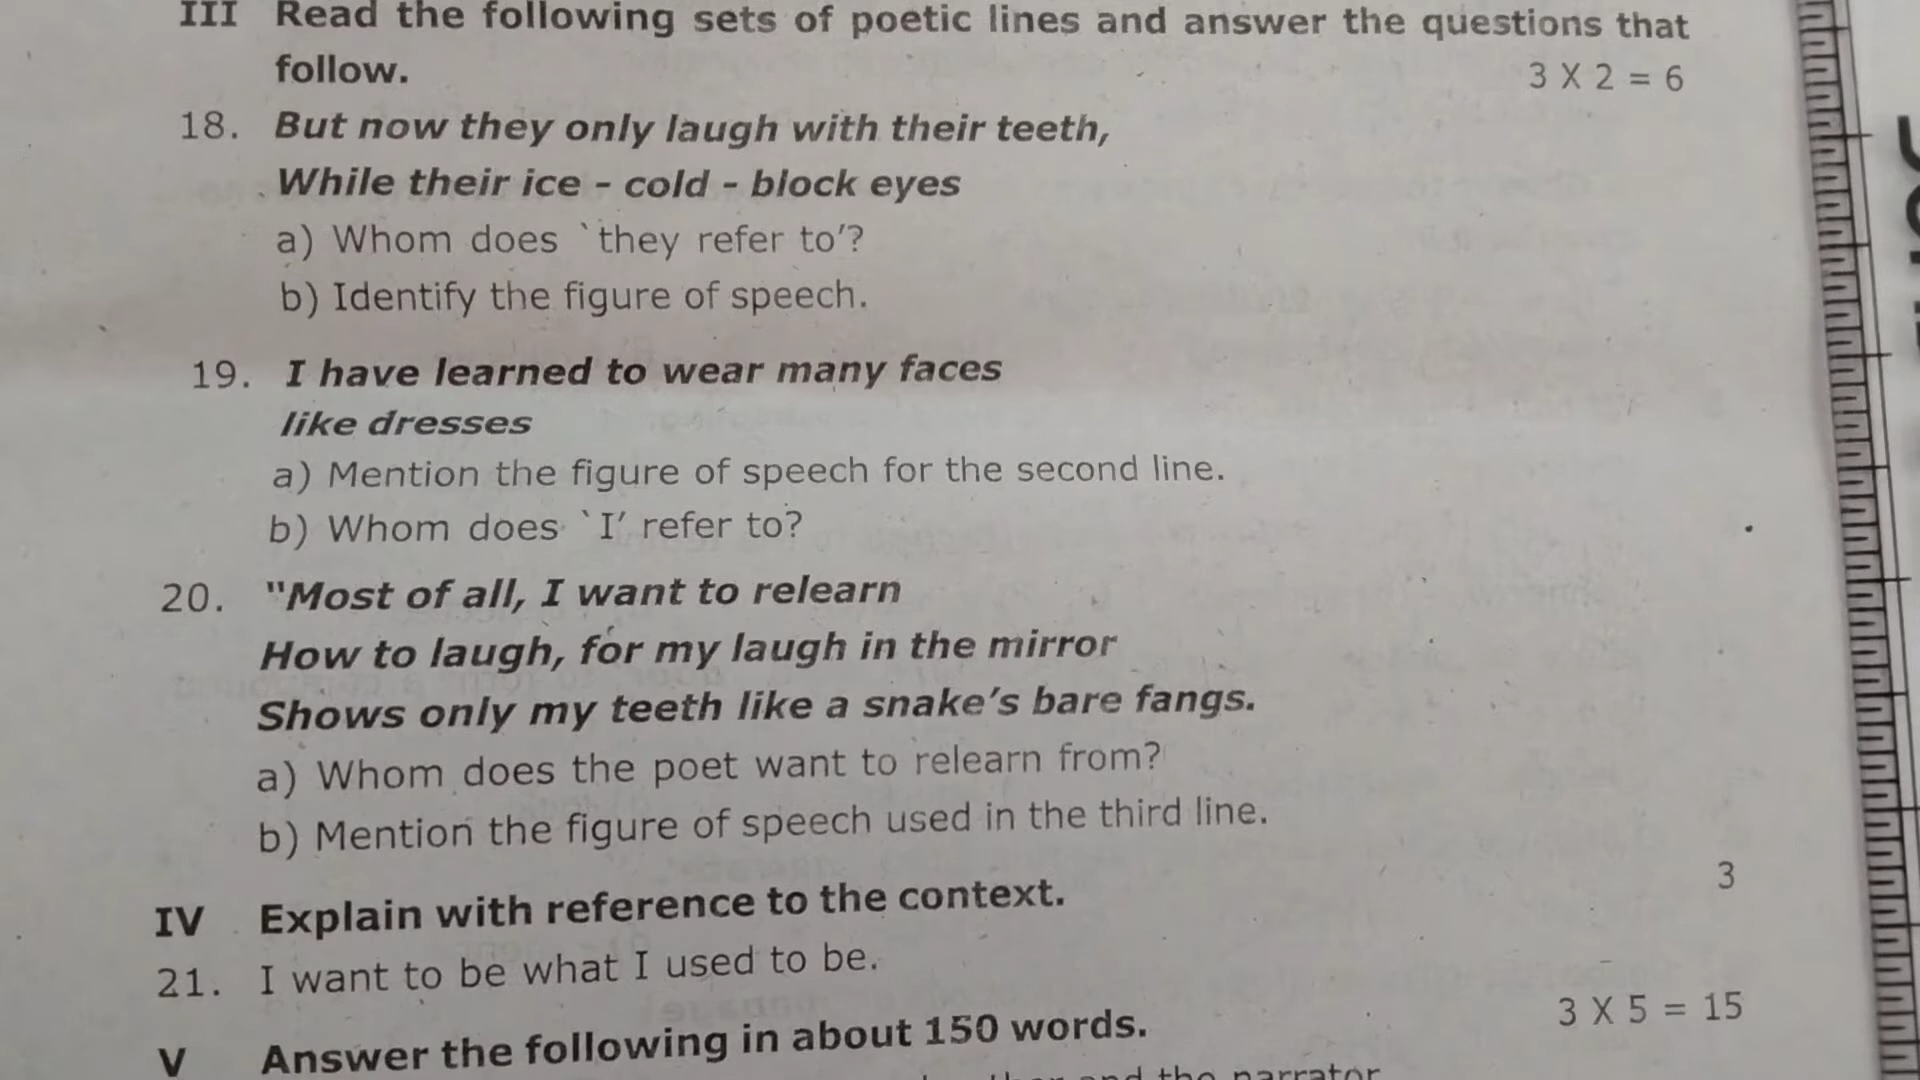 III Read the following sets of poetic lines and answer the questions that
follow. 3 X 2 = 6
18. But now they only laugh with their teeth,
While their ice - cold - block eyes
a) Whom does `they refer to'?
b) Identify the figure of speech.
19. I have learned to wear many faces
like dresses
a) Mention the figure of speech for the second line.
b) Whom does `I' refer to?
20. "Most of all, I want to relearn
How to laugh, for my laugh in the mirror
Shows only my teeth like a snake's bare fangs.
a) Whom does the poet want to relearn from?
b) Mention the figure of speech used in the third line.
IV Explain with reference to the context. 3
21. I want to be what I used to be.
V Answer the following in about 150 words. 3 X 5 = 15
and the narrator